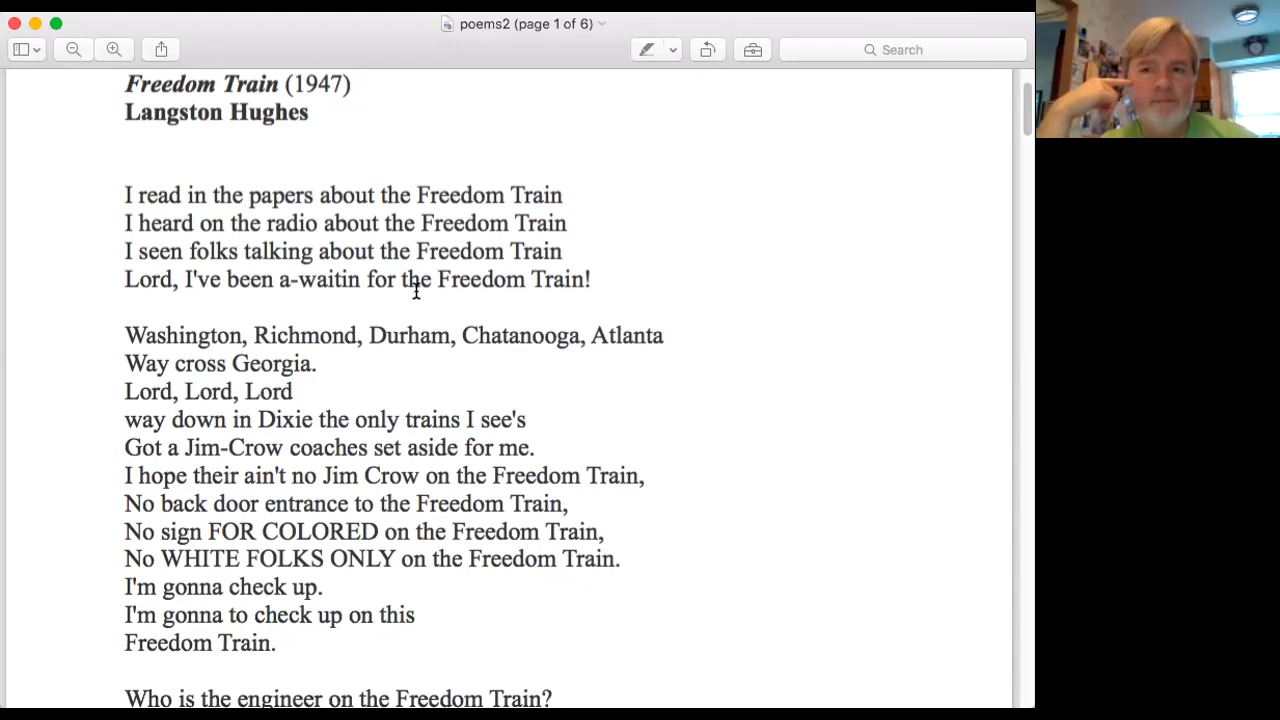 poems2 (page 1 of 6)
Search
Freedom Train (1947)
Langston Hughes
I read in the papers about the Freedom Train
I heard on the radio about the Freedom Train
I seen folks talking about the Freedom Train
Lord, I've been a-waitin for the Freedom Train!
Washington, Richmond, Durham, Chatanooga, Atlanta
Way cross Georgia.
Lord, Lord, Lord
way down in Dixie the only trains I see's
Got a Jim-Crow coaches set aside for me.
I hope their ain't no Jim Crow on the Freedom Train,
No back door entrance to the Freedom Train,
No sign FOR COLORED on the Freedom Train,
No WHITE FOLKS ONLY on the Freedom Train.
I'm gonna check up.
I'm gonna to check up on this
Freedom Train.
Who is the engineer on the Freedom Train?